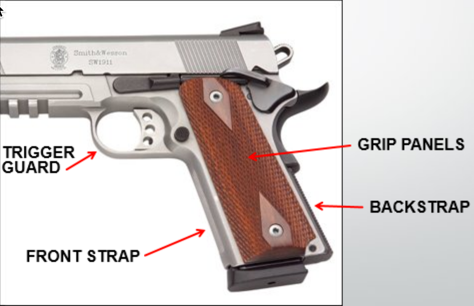 Smith&Wesson
SW1911
TRIGGER
GUARD
GRIP PANELS
BACKSTRAP
FRONT STRAP